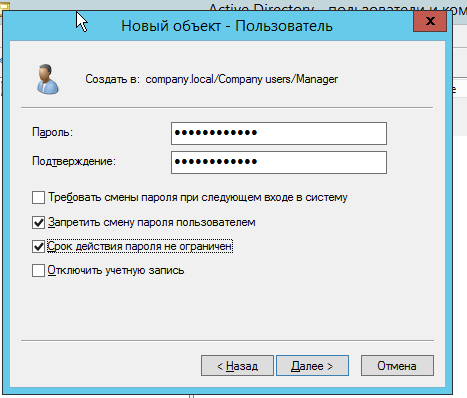 Active Directory - пользователи и ком
Новый объект - Пользователь
x
Создать в: company.local/Company users/Manager
Пароль: ●●●●●●●●●●●●
Подтверждение: ●●●●●●●●●●●●
Требовать смены пароля при следующем входе в систему
Запретить смену пароля пользователем
Срок действия пароля не ограничен
Отключить учетную запись
< Назад Далее > Отмена